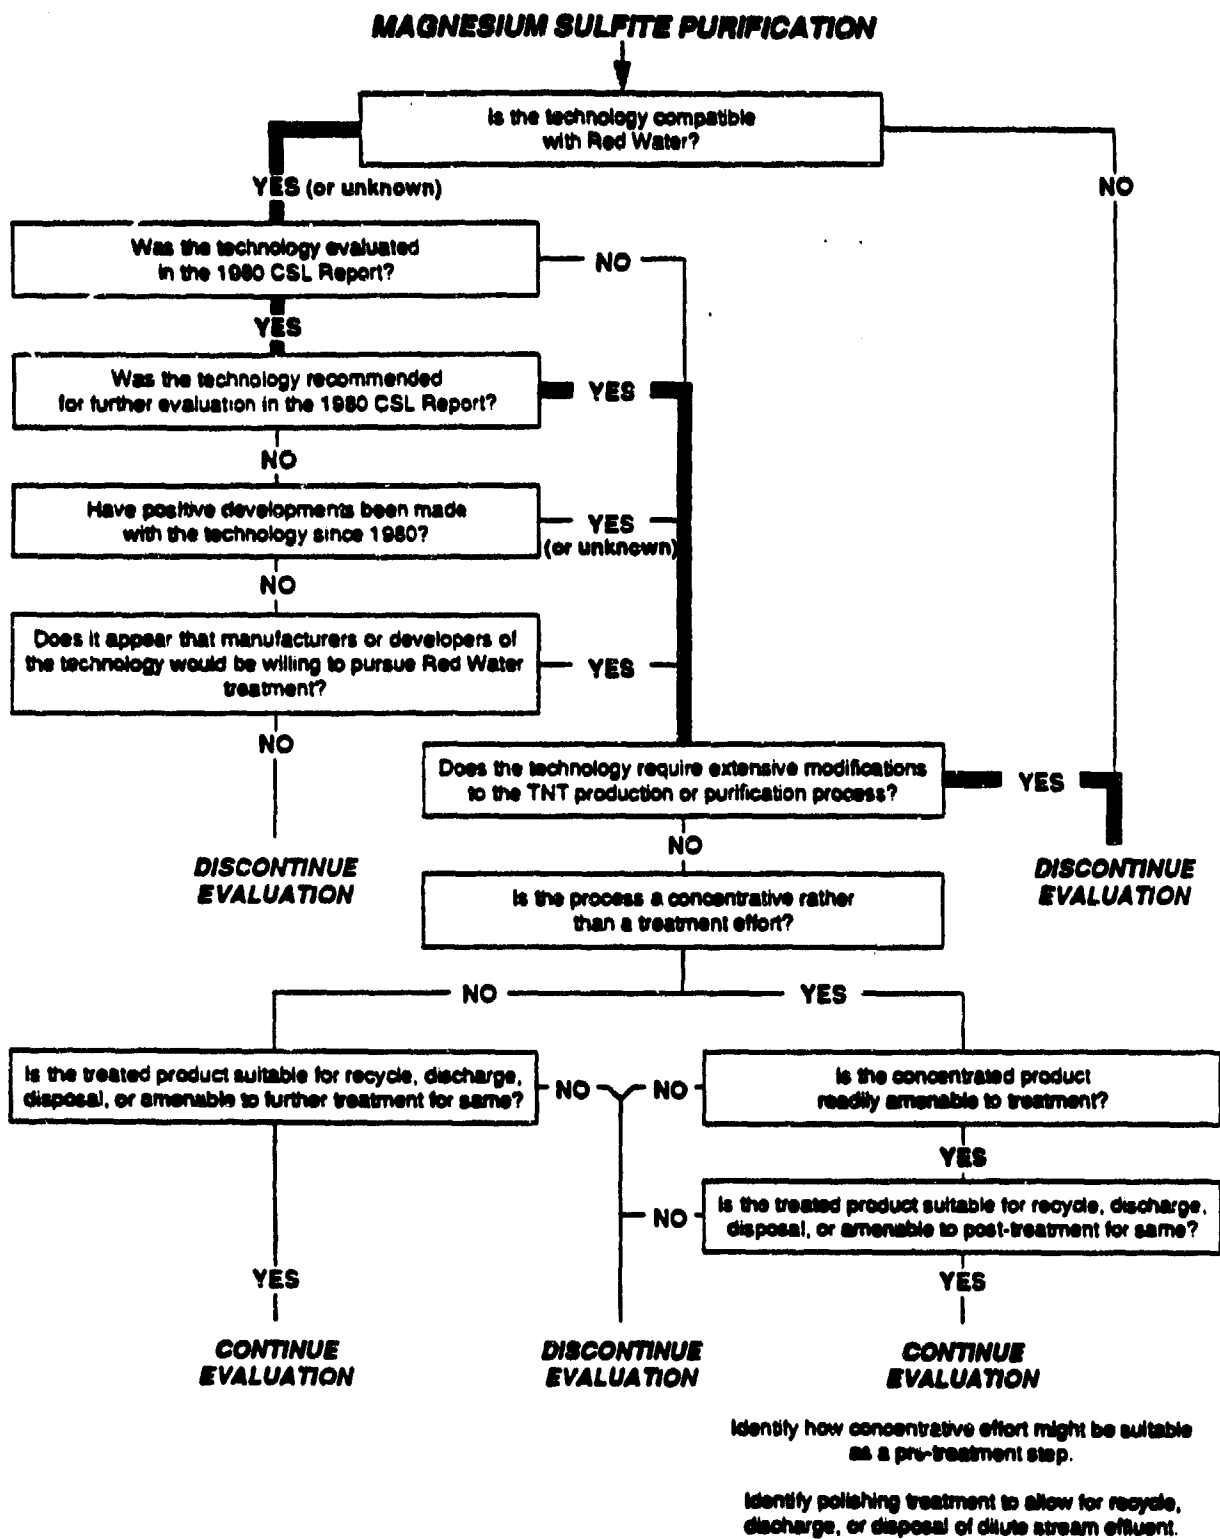 MAGNESIUM SULFITE PURIFICATION
Is the technology compatible
with Red Water?
YES (or unknown)
NO
Was the technology evaluated
in the 1980 CSL Report?
NO
YES
Was the technology recommended
for further evaluation in the 1980 CSL Report?
YES
NO
Have positive developments been made
with the technology since 1980?
YES
(or unknown)
NO
Does it appear that manufacturers or developers of
the technology would be willing to pursue Red Water
treatment?
YES
NO
Does the technology require extensive modifications
to the TNT production or purification process?
YES
NO
DISCONTINUE
EVALUATION
DISCONTINUE
EVALUATION
Is the process a concentrative rather
than a treatment effort?
NO
YES
Is the treated product suitable for recycle, discharge,
disposal, or amenable to further treatment for same?
NO
NO
Is the concentrated product
readily amenable to treatment?
YES
NO
Is the treated product suitable for recycle, discharge,
disposal, or amenable to post-treatment for same?
YES
YES
CONTINUE
EVALUATION
DISCONTINUE
EVALUATION
CONTINUE
EVALUATION
Identify how concentrative effort might be suitable
as a pre-treatment step.
Identify polishing treatment to allow for recycle,
discharge, or disposal of dilute stream effluent.